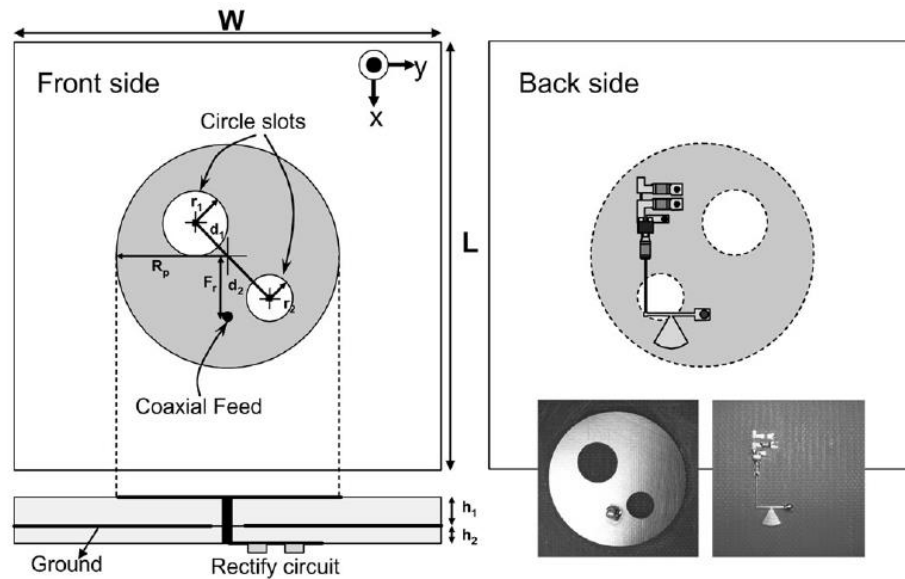 W
Front side
y
x
Circle slots
r1
d1
Rp
Fr
d2
r2
Coaxial Feed
L
Back side
h1
h2
Ground
Rectify circuit